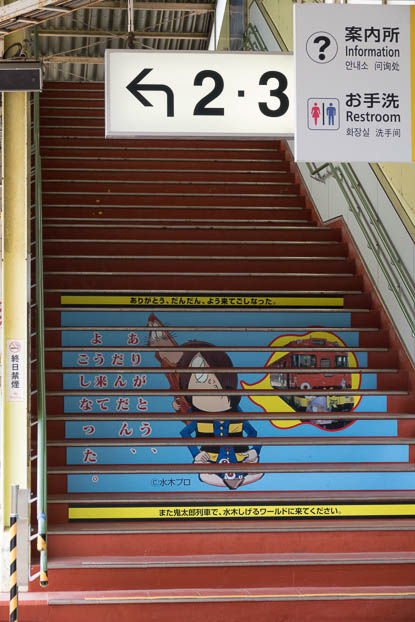 案内所
Information
안내소 问询处
お手洗
Restroom
화장실 洗手间
2・3
ありがとう、だんだん、よう来てごしなった。
ありがとう、
だんだん、
よう来て
ごしなった。
©水木プロ
また鬼太郎列車で、水木しげるワールドに来てください。
終日禁煙